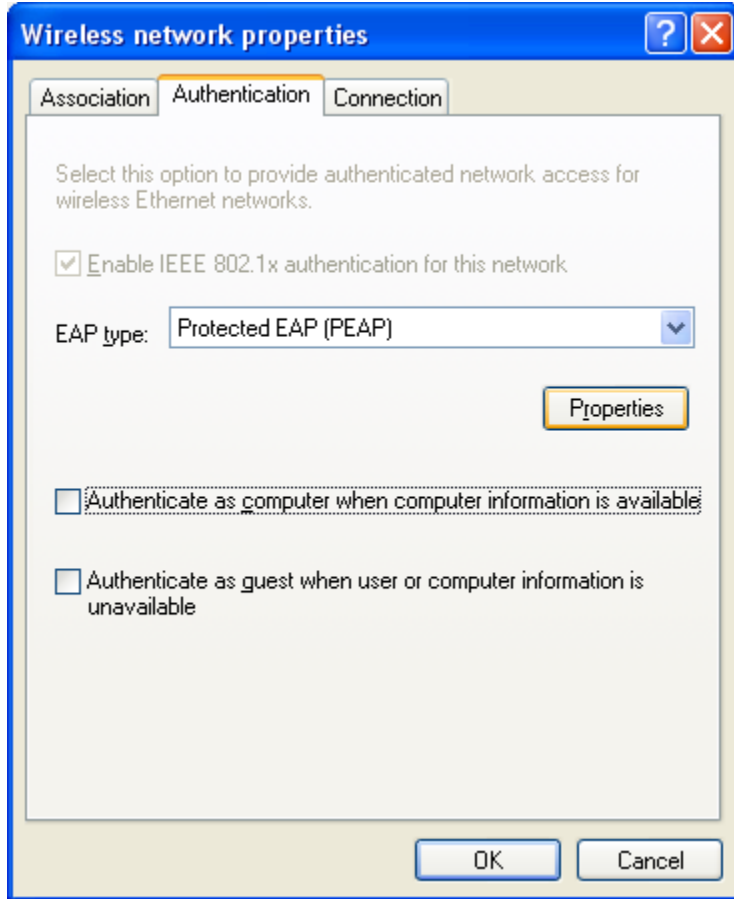 Wireless network properties
Association Authentication Connection
Select this option to provide authenticated network access for
wireless Ethernet networks.
Enable IEEE 802.1x authentication for this network
EAP type: Protected EAP (PEAP)
Properties
Authenticate as computer when computer information is available
Authenticate as guest when user or computer information is
unavailable
OK Cancel